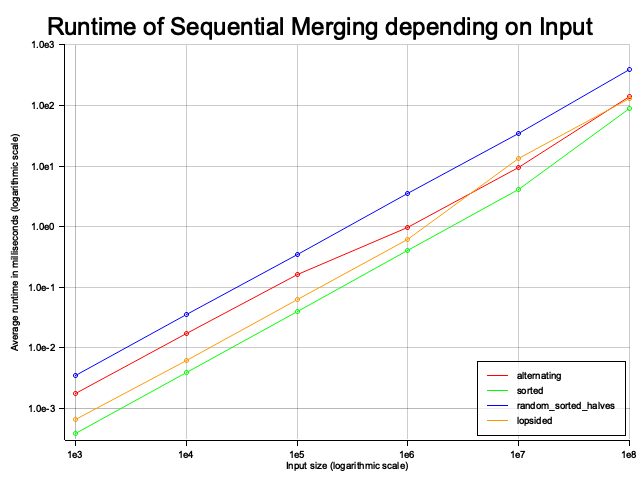 Runtime of Sequential Merging depending on Input
1.0e3
1.0e2
1.0e1
1.0e0
1.0e-1
1.0e-2
1.0e-3
Average runtime in milliseconds (logarithmic scale)
alternating
sorted
random_sorted_halves
lopsided
1e3 1e4 1e5 1e6 1e7 1e8
Input size (logarithmic scale)